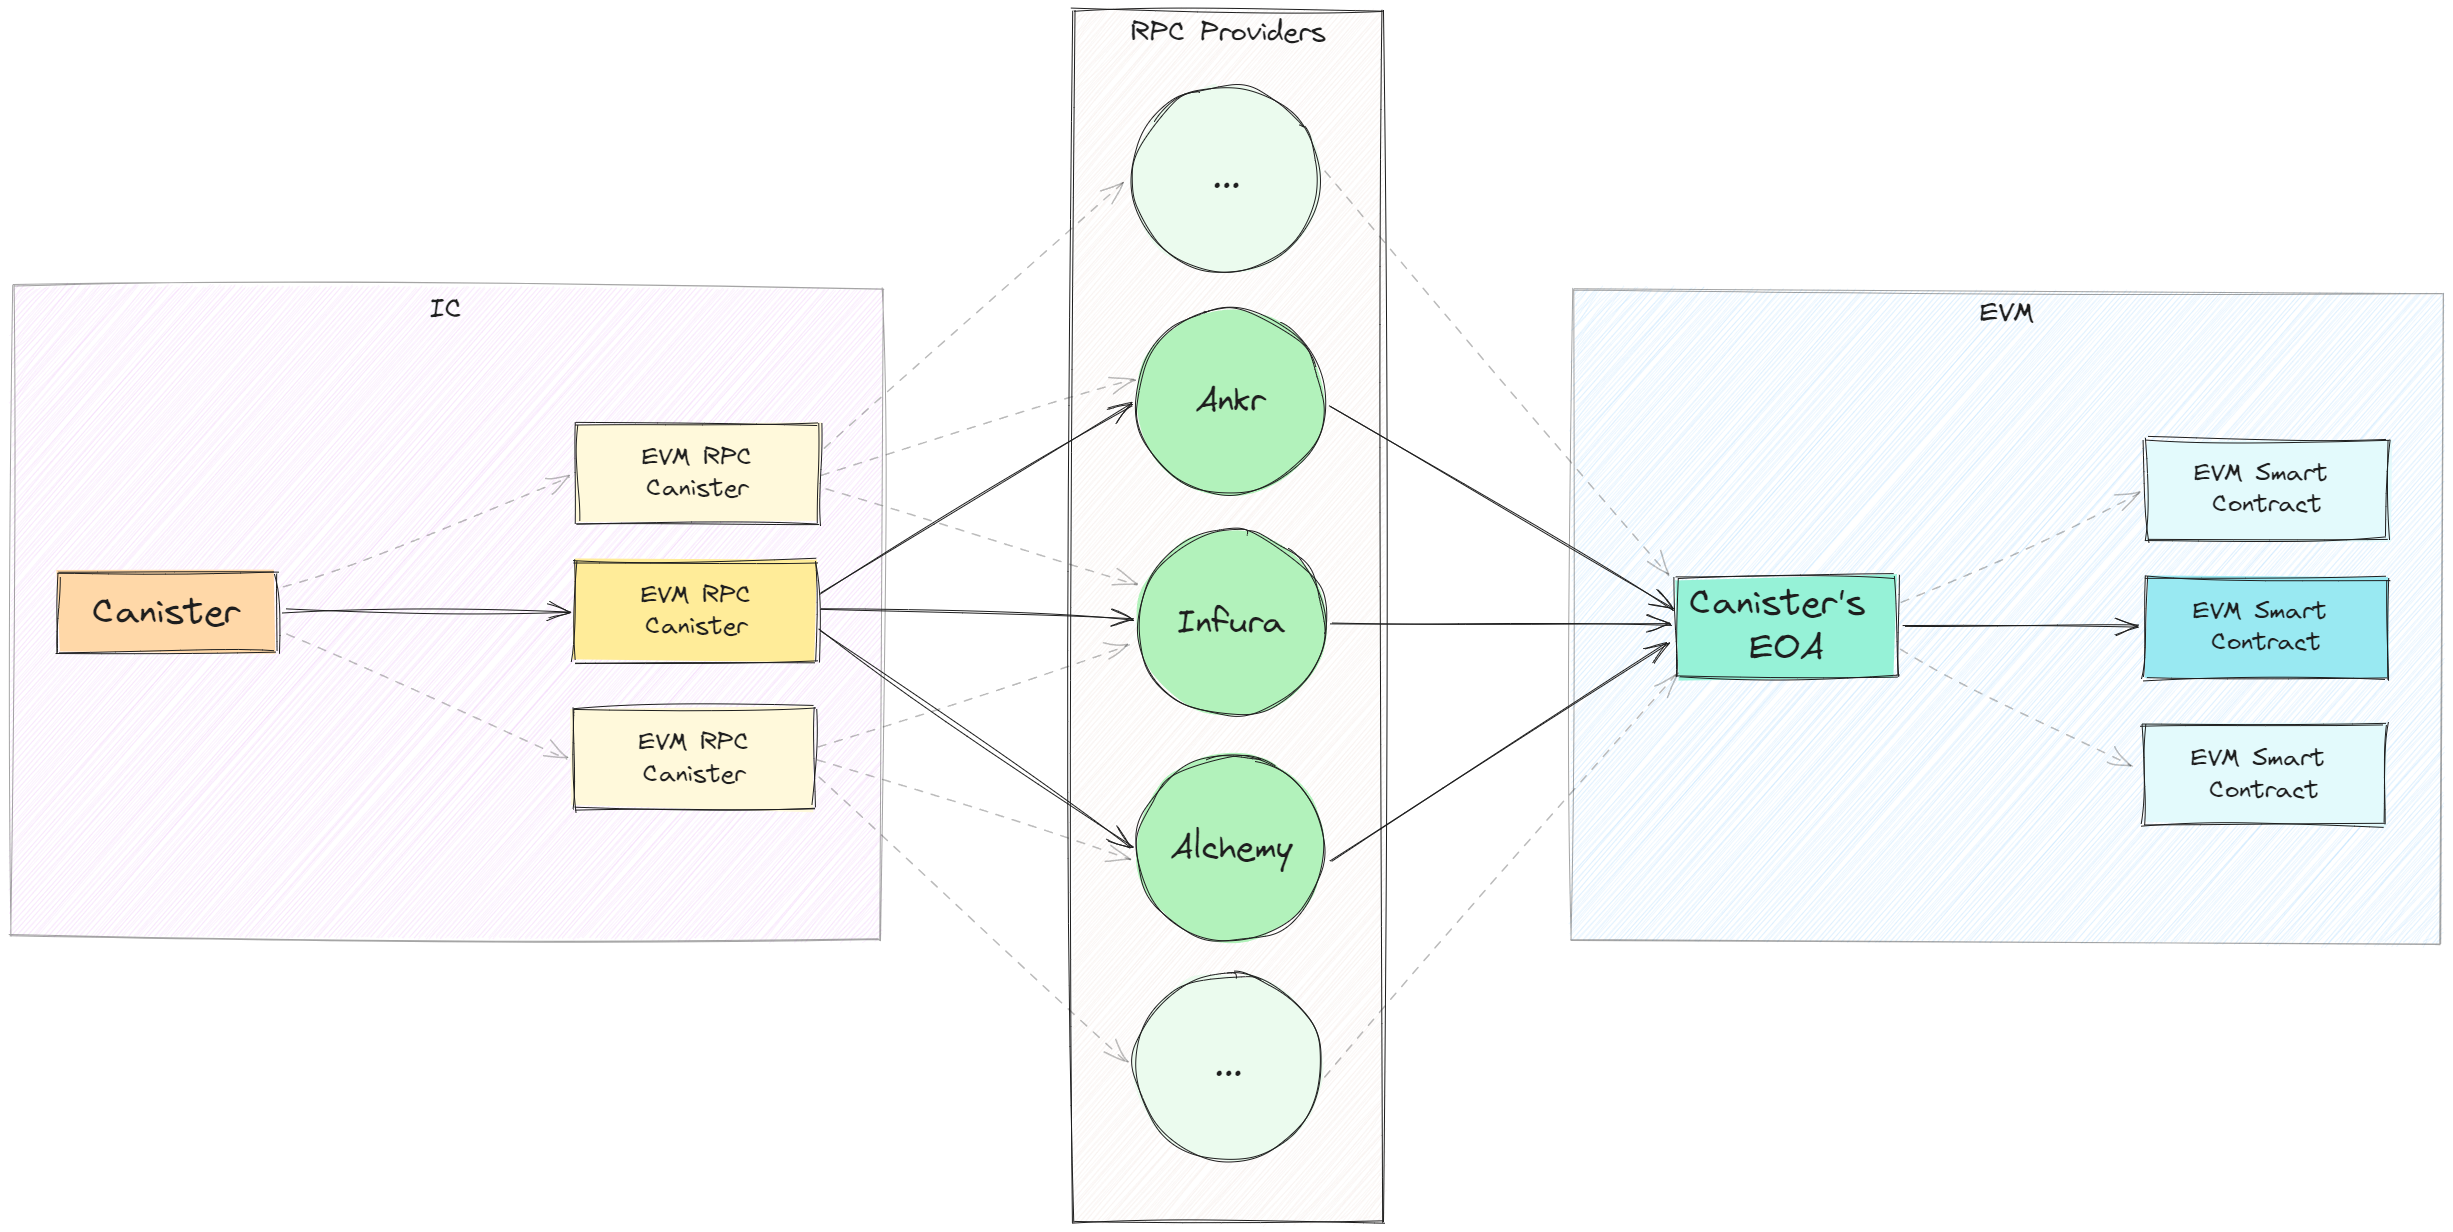 RPC Providers
...
IC
EVM
Ankr
EVM RPC
Canister
EVM Smart
Contract
Canister
EVM RPC
Canister
Infura
Canister's
EOA
EVM Smart
Contract
EVM RPC
Canister
Alchemy
EVM Smart
Contract
...